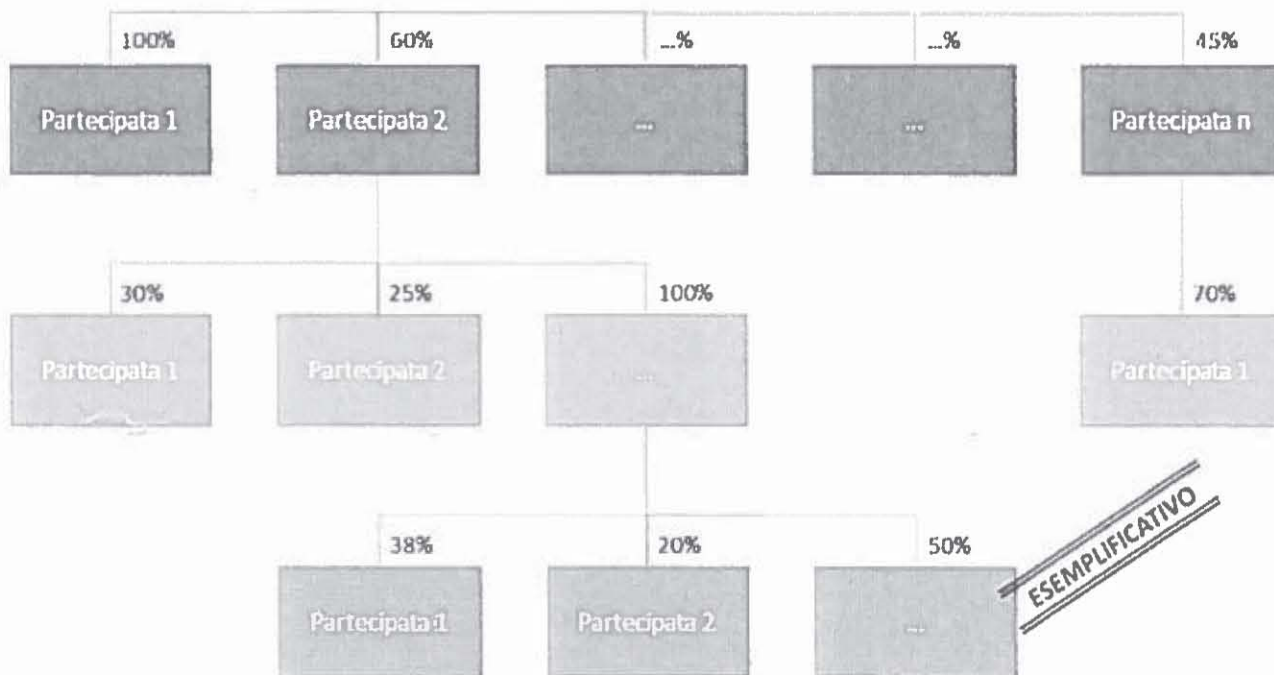 100% 60% ...% ...% 45%
Partecipata 1 Partecipata 2 ... ... Partecipata n
30% 25% 100% 70%
Partecipata 1 Partecipata 2 ... Partecipata 1
38% 20% 50%
ESEMPLIFICATIVO
Partecipata 1 Partecipata 2 ...